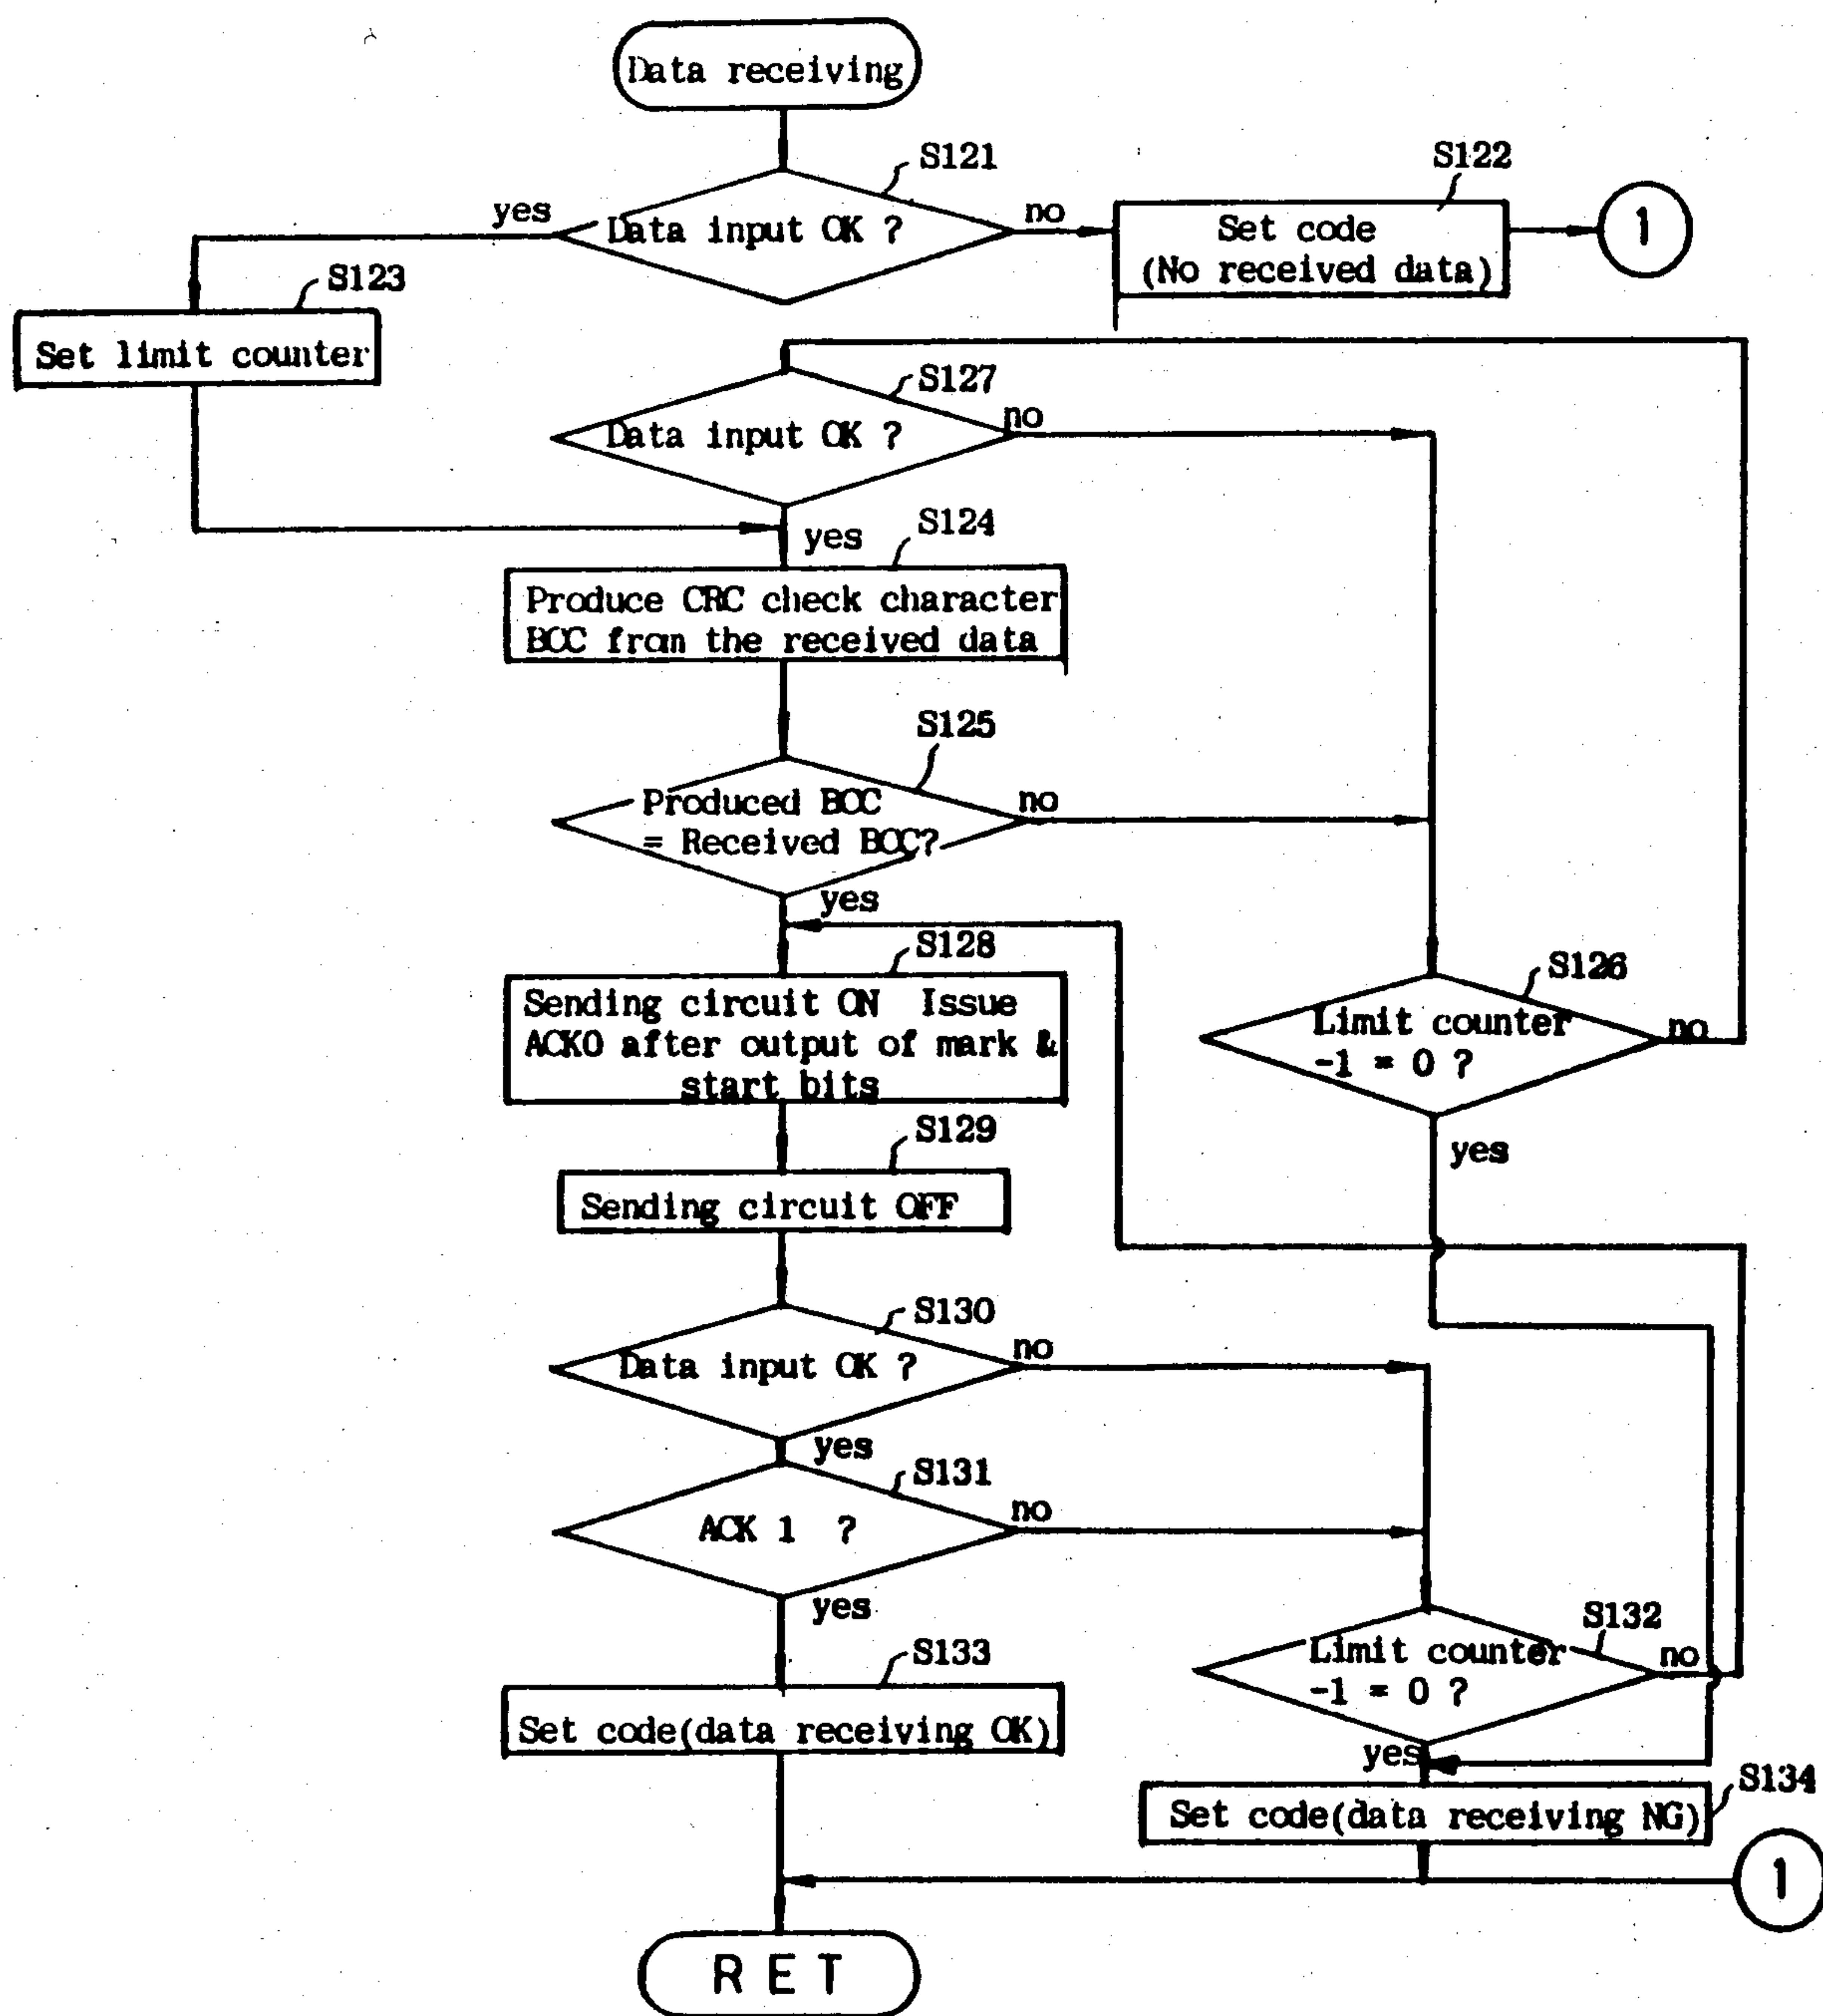 Data receiving
S121
S122
yes
Data input OK ?
no
Set code
(No received data)
1
S123
Set limit counter
S127
Data input OK ?
no
yes
S124
Produce CRC check character
BCC from the received data
S125
Produced BCC
= Received BCC?
no
yes
S128
Sending circuit ON Issue
ACK0 after output of mark &
start bits
S126
Limit counter
-1 = 0 ?
no
yes
S129
Sending circuit OFF
S130
Data input OK ?
no
yes
S131
ACK 1 ?
no
yes
S132
Limit counter
-1 = 0 ?
no
yes
S133
Set code(data receiving OK)
S134
Set code(data receiving NG)
1
RET